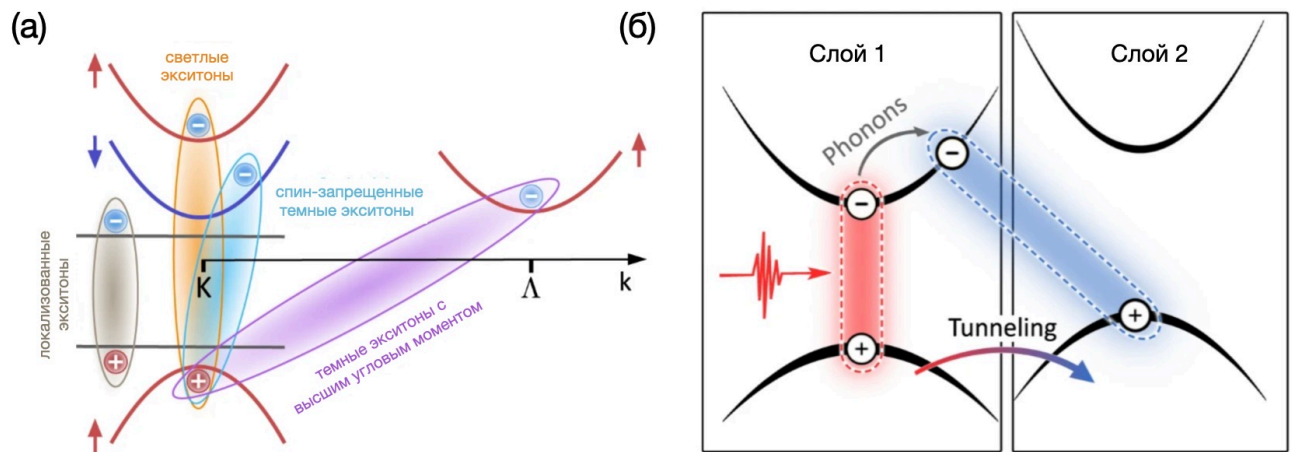 (а)
светлые
экситоны
спин-запрещенные
темные экситоны
локализованные
экситоны
K
Λ
k
темные экситоны с
высшим угловым моментом
(б)
Слой 1
Слой 2
Phonons
Tunneling